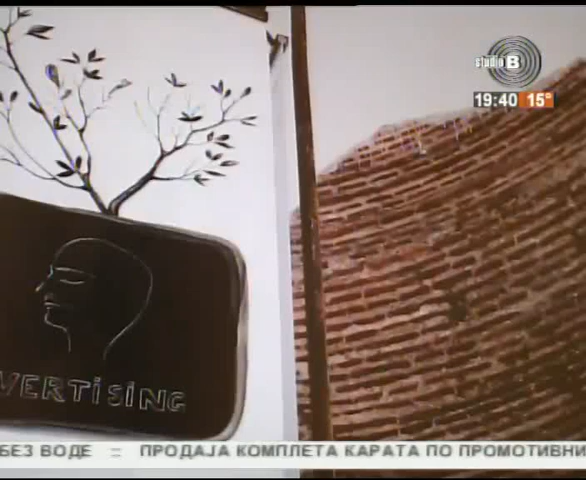 studio B
19:40 15°
VERTiSiNG
БЕЗ ВОДЕ :: ПРОДАЈА КОМПЛЕТА КАРАТА ПО ПРОМОТИВНИ